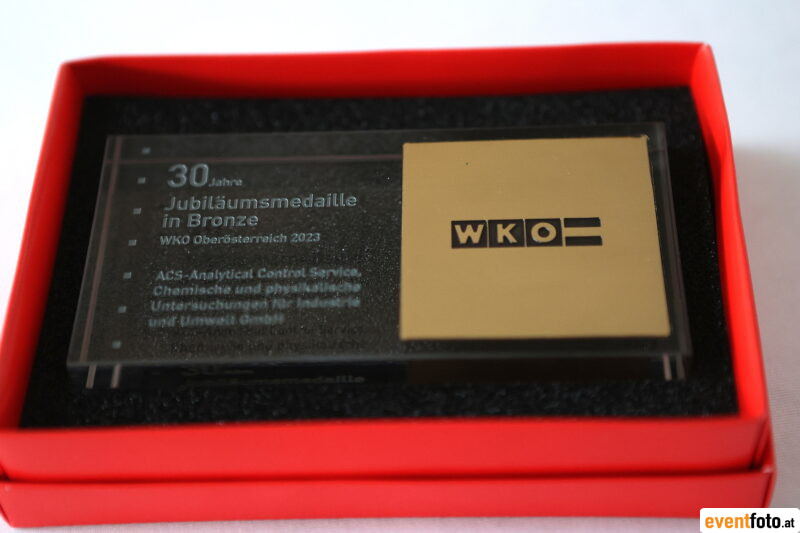 30 Jahre
Jubiläumsmedaille
in Bronze
WKO Oberösterreich 2023
ACS-Analytical Control Service,
Chemische und physikalische
Untersuchungen für Industrie
und Umwelt GmbH
WKO
eventfoto.at